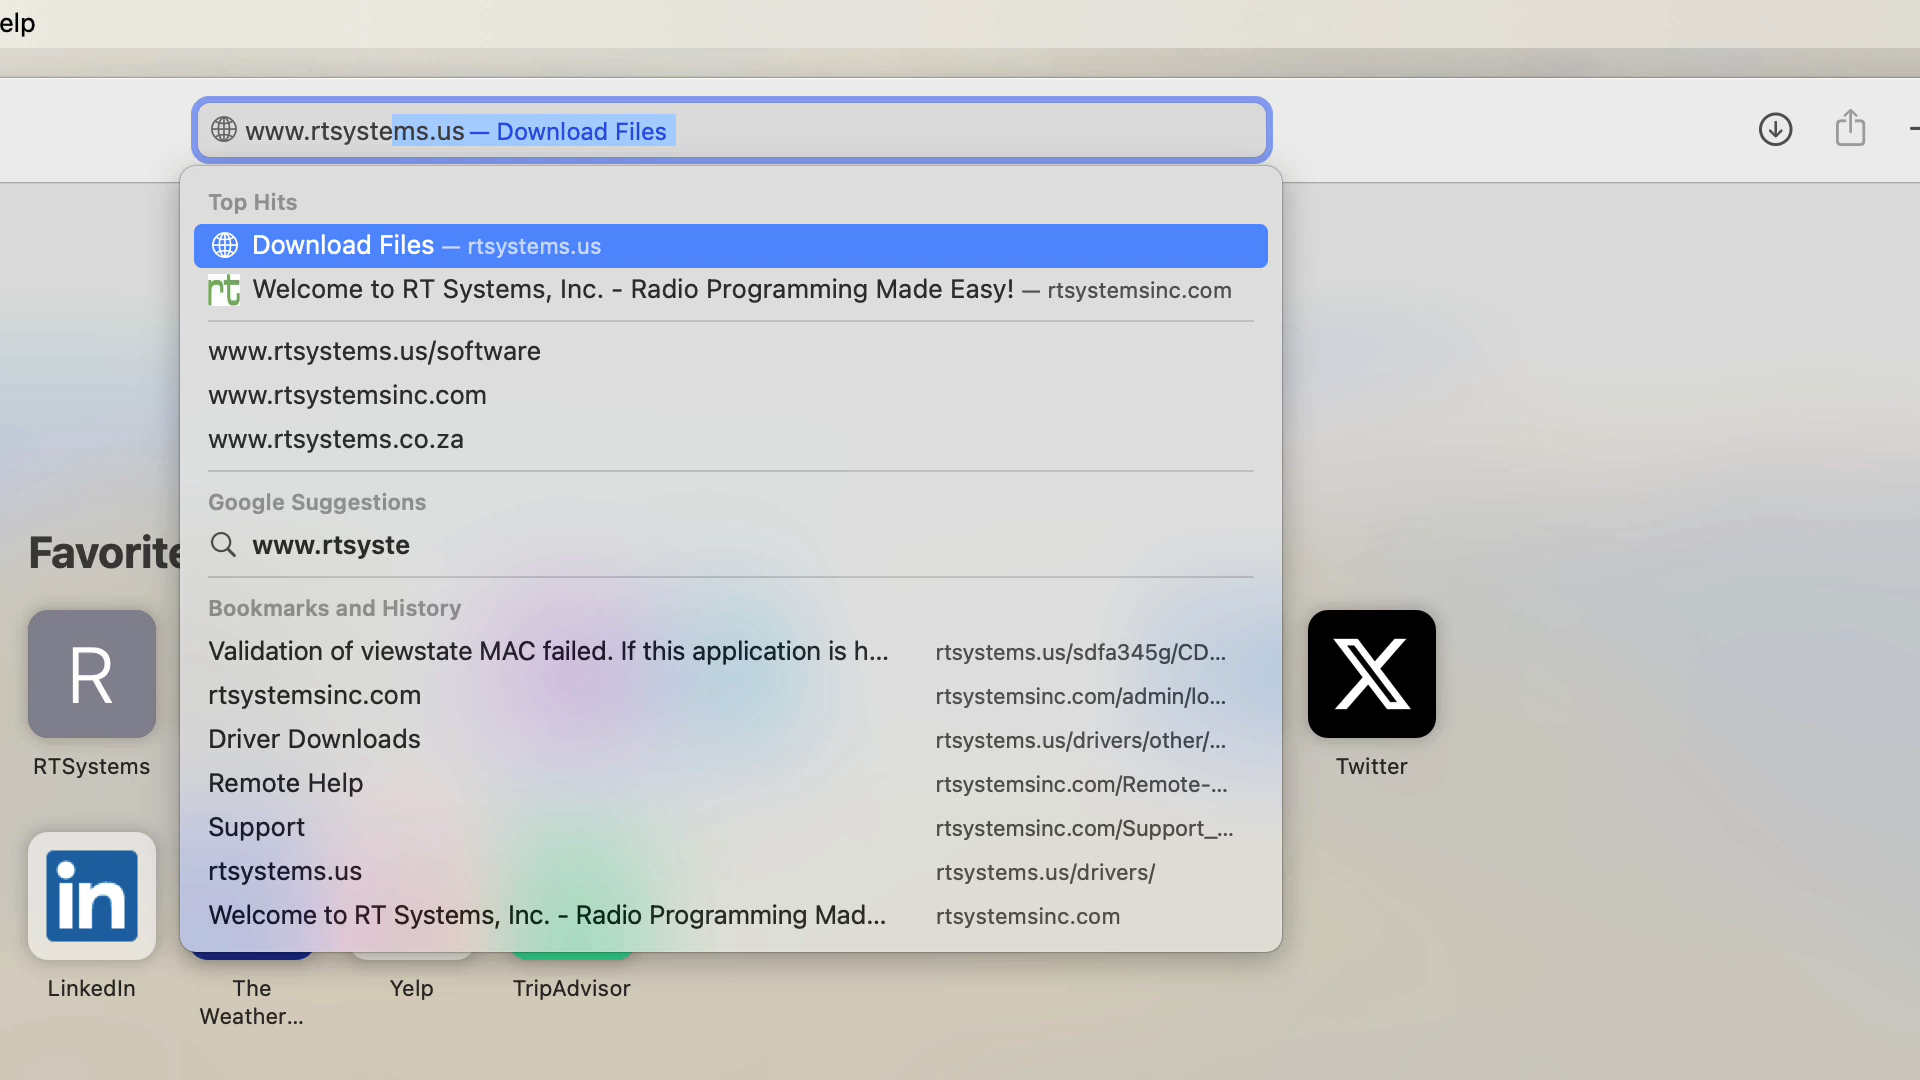 elp
www.rtsystems.us — Download Files
Top Hits
Download Files — rtsystems.us
rt Welcome to RT Systems, Inc. - Radio Programming Made Easy! — rtsystemsinc.com
www.rtsystems.us/software
www.rtsystemsinc.com
www.rtsystems.co.za
Google Suggestions
www.rtsyste
Favorite
Bookmarks and History
Validation of viewstate MAC failed. If this application is h... rtsystems.us/sdfa345g/CD...
rtsystemsinc.com rtsystemsinc.com/admin/lo...
Driver Downloads rtsystems.us/drivers/other/...
Remote Help rtsystemsinc.com/Remote-...
Support rtsystemsinc.com/Support_...
rtsystems.us rtsystems.us/drivers/
Welcome to RT Systems, Inc. - Radio Programming Mad... rtsystemsinc.com
R
X
RTSystems
Twitter
in
LinkedIn
The
Weather...
Yelp
TripAdvisor